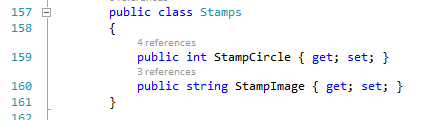 157 public class Stamps
158 {
4 references
159 public int StampCircle { get; set; }
3 references
160 public string StampImage { get; set; }
161 }
162